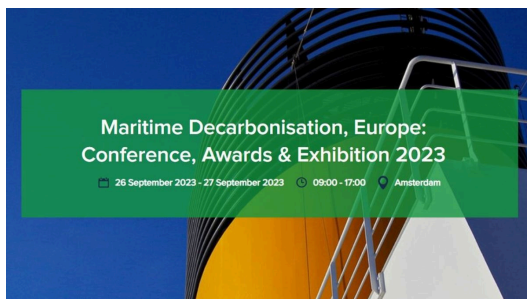 Maritime Decarbonisation, Europe:
Conference, Awards & Exhibition 2023
26 September 2023 - 27 September 2023 09:00 - 17:00 Amsterdam